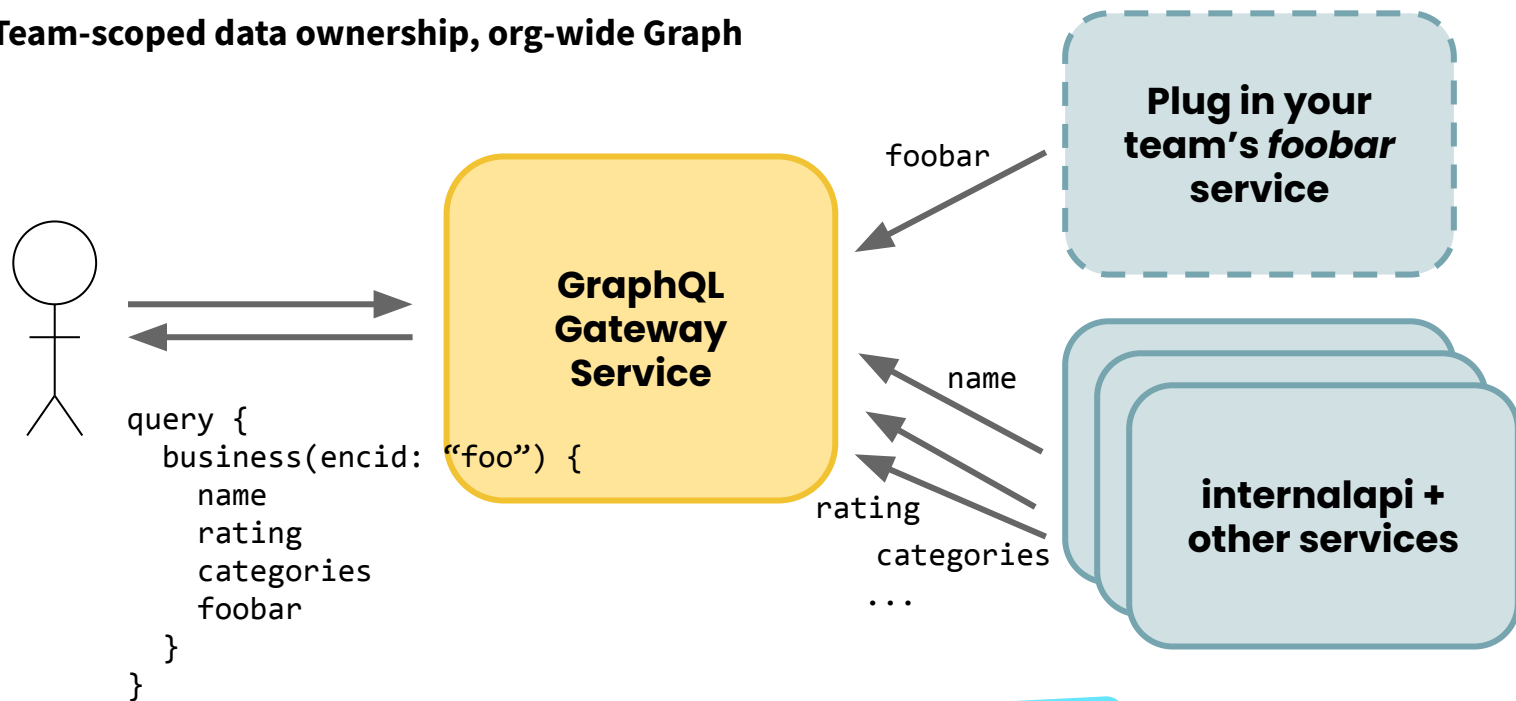 Team-scoped data ownership, org-wide Graph
Plug in your
team’s foobar
service
foobar
GraphQL
Gateway
Service
name
query {
business(encid: “foo”) {
name
rating
categories
foobar
}
}
rating
categories
...
internalapi +
other services